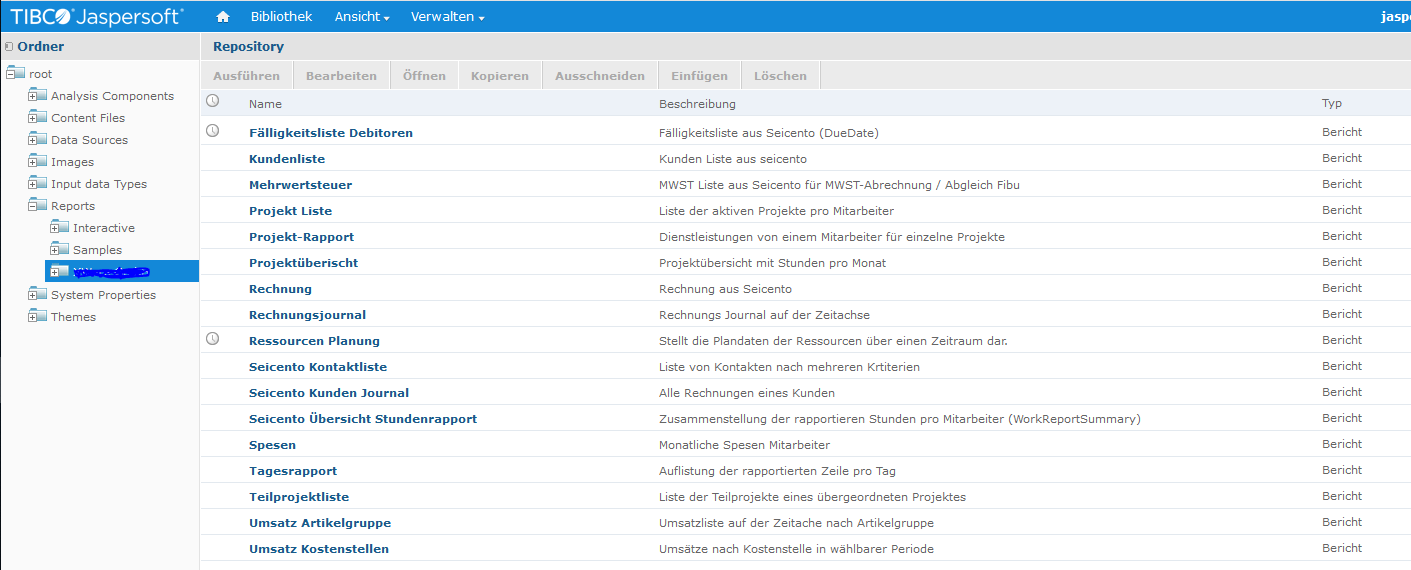 TIBCO Jaspersoft® Bibliothek Ansicht Verwalten jaspe
Ordner
root
Analysis Components
Content Files
Data Sources
Images
Input data Types
Reports
Interactive
Samples
System Properties
Themes
Repository
Ausführen Bearbeiten Öffnen Kopieren Ausschneiden Einfügen Löschen
Name Beschreibung Typ
Fälligkeitsliste Debitoren Fälligkeitsliste aus Seicento (DueDate) Bericht
Kundenliste Kunden Liste aus seicento Bericht
Mehrwertsteuer MWST Liste aus Seicento für MWST-Abrechnung / Abgleich Fibu Bericht
Projekt Liste Liste der aktiven Projekte pro Mitarbeiter Bericht
Projekt-Rapport Dienstleistungen von einem Mitarbeiter für einzelne Projekte Bericht
Projektüberischt Projektübersicht mit Stunden pro Monat Bericht
Rechnung Rechnung aus Seicento Bericht
Rechnungsjournal Rechnungs Journal auf der Zeitachse Bericht
Ressourcen Planung Stellt die Plandaten der Ressourcen über einen Zeitraum dar. Bericht
Seicento Kontaktliste Liste von Kontakten nach mehreren Krtiterien Bericht
Seicento Kunden Journal Alle Rechnungen eines Kunden Bericht
Seicento Übersicht Stundenrapport Zusammenstellung der rapportieren Stunden pro Mitarbeiter (WorkReportSummary) Bericht
Spesen Monatliche Spesen Mitarbeiter Bericht
Tagesrapport Auflistung der rapportierten Zeile pro Tag Bericht
Teilprojektliste Liste der Teilprojekte eines übergeordneten Projektes Bericht
Umsatz Artikelgruppe Umsatzliste auf der Zeitache nach Artikelgruppe Bericht
Umsatz Kostenstellen Umsätze nach Kostenstelle in wählbarer Periode Bericht